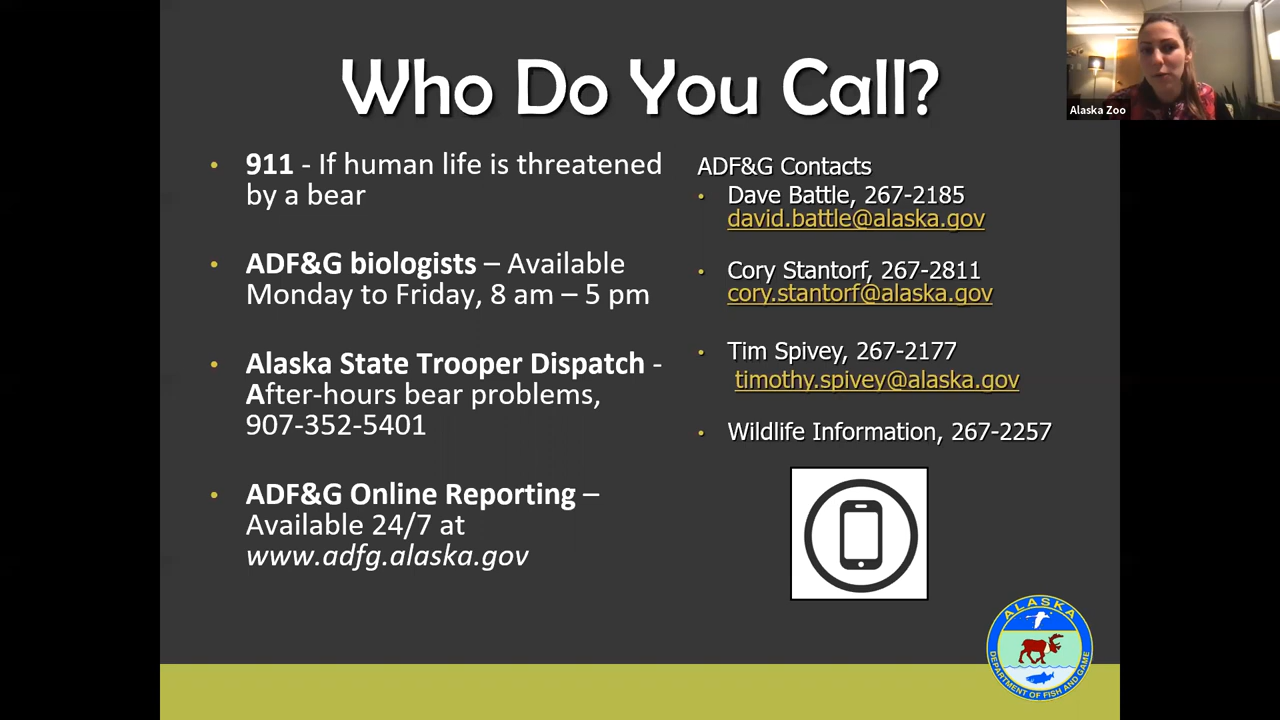 Who Do You Call?
911 - If human life is threatened
by a bear
ADF&G biologists – Available
Monday to Friday, 8 am – 5 pm
Alaska State Trooper Dispatch -
After-hours bear problems,
907-352-5401
ADF&G Online Reporting –
Available 24/7 at
www.adfg.alaska.gov
ADF&G Contacts
Dave Battle, 267-2185
david.battle@alaska.gov
Cory Stantorf, 267-2811
cory.stantorf@alaska.gov
Tim Spivey, 267-2177
timothy.spivey@alaska.gov
Wildlife Information, 267-2257
Alaska Zoo
ALASKA
DEPARTMENT OF FISH AND GAME